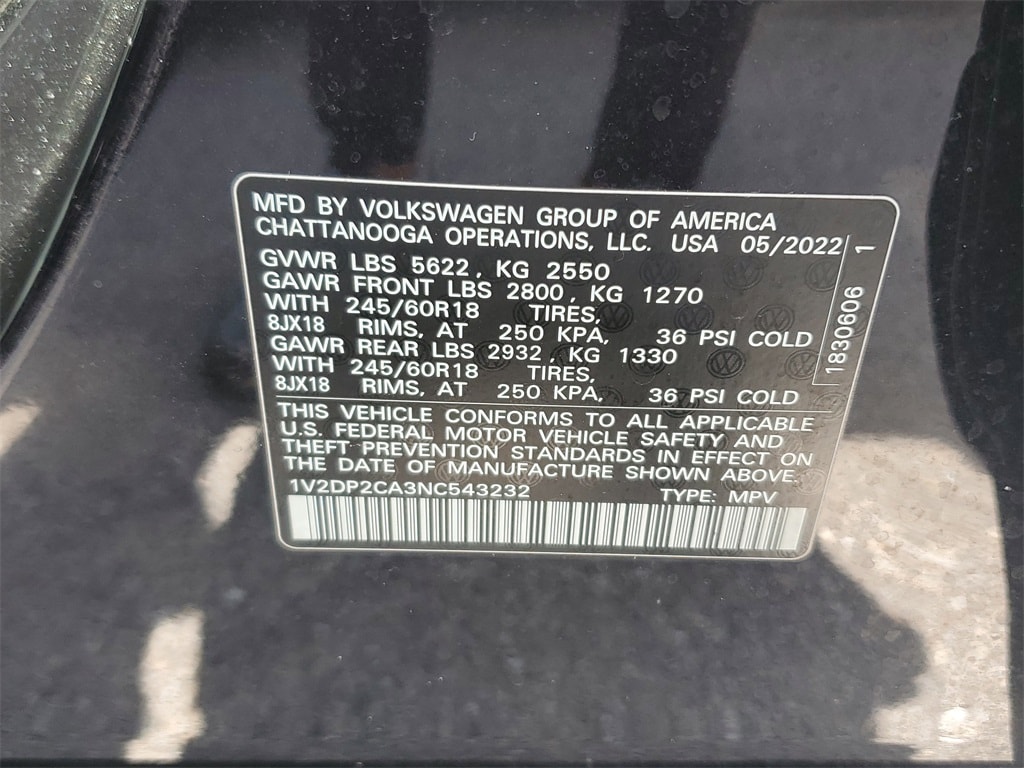 MFD BY VOLKSWAGEN GROUP OF AMERICA
CHATTANOOGA OPERATIONS, LLC. USA 05/2022
GVWR LBS 5622, KG 2550
GAWR FRONT LBS 2800, KG 1270
WITH 245/60R18 TIRES,
8JX18 RIMS, AT 250 KPA, 36 PSI COLD
GAWR REAR LBS 2932, KG 1330
WITH 245/60R18 TIRES,
8JX18 RIMS, AT 250 KPA, 36 PSI COLD
1830606 1
THIS VEHICLE CONFORMS TO ALL APPLICABLE
U.S. FEDERAL MOTOR VEHICLE SAFETY AND
THEFT PREVENTION STANDARDS IN EFFECT ON
THE DATE OF MANUFACTURE SHOWN ABOVE.
1V2DP2CA3NC543232 TYPE: MPV